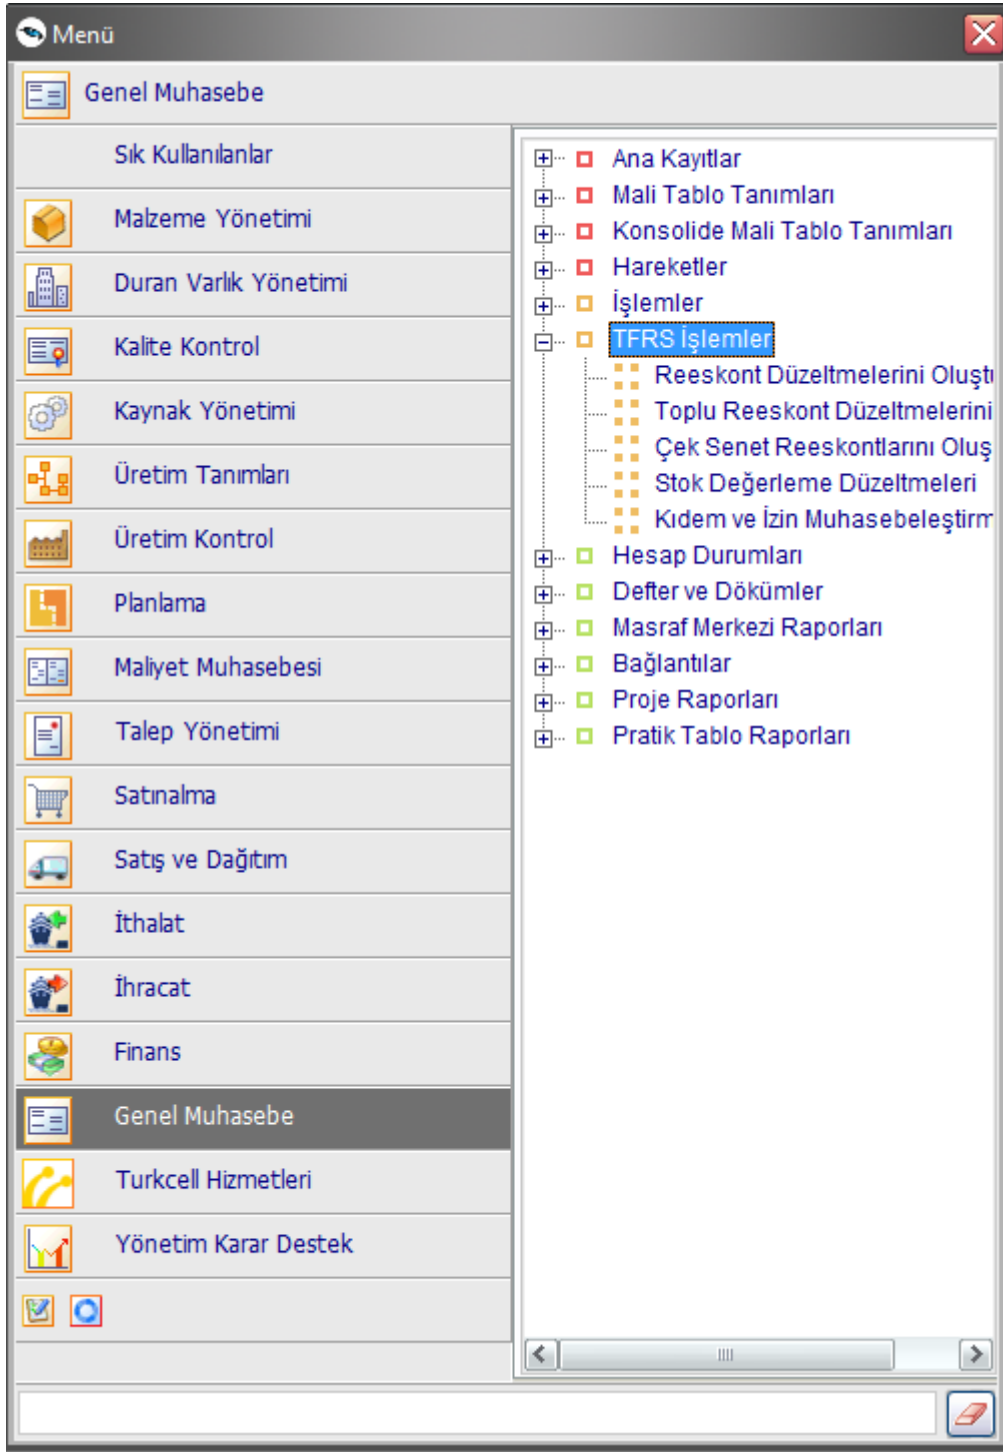 Menü
Genel Muhasebe
Sık Kullanılanlar
Malzeme Yönetimi
Duran Varlık Yönetimi
Kalite Kontrol
Kaynak Yönetimi
Üretim Tanımları
Üretim Kontrol
Planlama
Maliyet Muhasebesi
Talep Yönetimi
Satınalma
Satış ve Dağıtım
İthalat
İhracat
Finans
Genel Muhasebe
Turkcell Hizmetleri
Yönetim Karar Destek
Ana Kayıtlar
Mali Tablo Tanımları
Konsolide Mali Tablo Tanımları
Hareketler
İşlemler
TFRS İşlemler
Reeskont Düzeltmelerini Oluştu
Toplu Reeskont Düzeltmelerini
Çek Senet Reeskontlarını Oluş
Stok Değerleme Düzeltmeleri
Kıdem ve İzin Muhasebeleştirm
Hesap Durumları
Defter ve Dökümler
Masraf Merkezi Raporları
Bağlantılar
Proje Raporları
Pratik Tablo Raporları